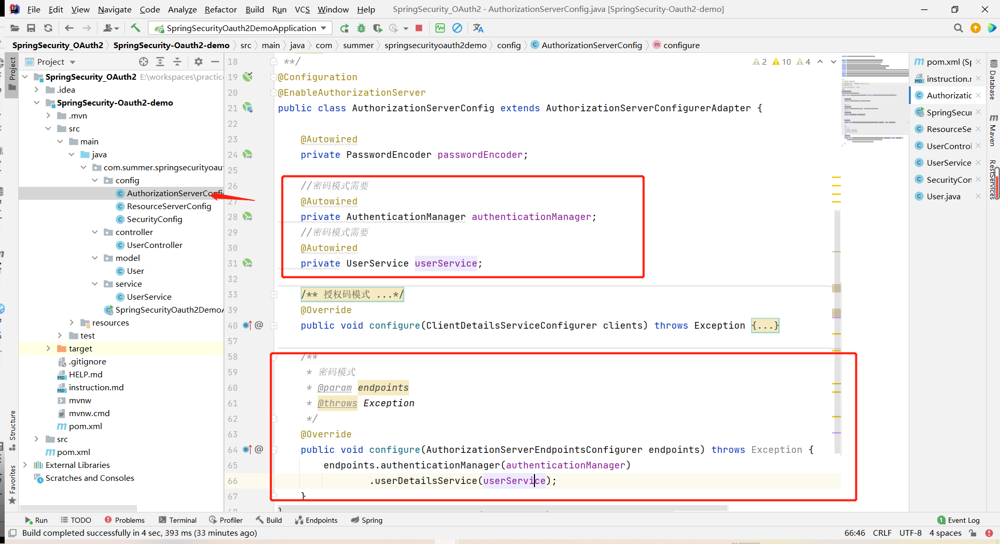 File Edit View Navigate Code Analyze Refactor Build Run VCS Window Help SpringSecurity_OAuth2 - AuthorizationServerConfig.java [SpringSecurity-Oauth2-demo]
SpringSecurityOauth2DemoApplication
SpringSecurity_OAuth2 SpringSecurity-Oauth2-demo src main java com summer springsecurityoauth2demo config AuthorizationServerConfig configure
Project
Project
SpringSecurity_OAuth2 E:\workspaces\practice
.idea
SpringSecurity-Oauth2-demo
.mvn
src
main
java
com.summer.springsecurityoau
config
AuthorizationServerConfi
ResourceServerConfig
SecurityConfig
controller
UserController
model
User
service
UserService
SpringSecurityOauth2DemoA
resources
test
target
.gitignore
HELP.md
instruction.md
mvnw
mvnw.cmd
pom.xml
src
pom.xml
External Libraries
Scratches and Consoles
Structure
Favorites
2 10 4
18 **/
19 @Configuration
20 @EnableAuthorizationServer
21 public class AuthorizationServerConfig extends AuthorizationServerConfigurerAdapter {
22
23 @Autowired
24 private PasswordEncoder passwordEncoder;
25
26 //密码模式需要
27 @Autowired
28 private AuthenticationManager authenticationManager;
29 //密码模式需要
30 @Autowired
31 private UserService userService;
32
33 /** 授权码模式 ...*/
39 @Override
40 public void configure(ClientDetailsServiceConfigurer clients) throws Exception {...}
57
58 /**
59 * 密码模式
60 * @param endpoints
61 * @throws Exception
62 */
63 @Override
64 public void configure(AuthorizationServerEndpointsConfigurer endpoints) throws Exception {
65 endpoints.authenticationManager(authenticationManager)
66 .userDetailsService(userService);
67 }
68 }
pom.xml (Sp
instruction.r
Authorizatic
SpringSecur
ResourceSe
UserControl
UserService
SecurityCon
User.java
Database
Maven
RestServices
Run TODO Problems Terminal Profiler Build Endpoints Spring 1 Event Log
Build completed successfully in 4 sec, 393 ms (33 minutes ago) 66:46 CRLF UTF-8 4 spaces